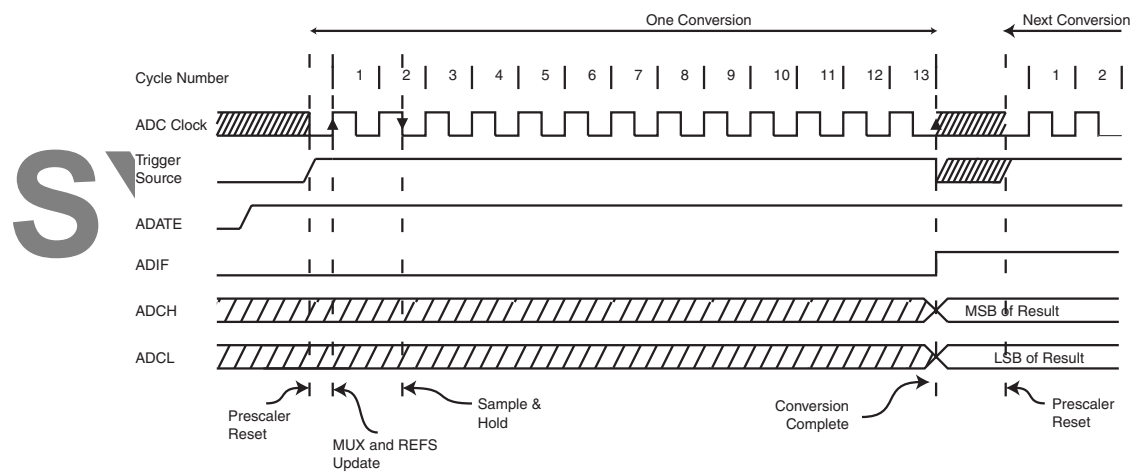 One Conversion
Next Conversion
Cycle Number
1 2 3 4 5 6 7 8 9 10 11 12 13 1 2
ADC Clock
Trigger
Source
ADATE
ADIF
ADCH
MSB of Result
ADCL
LSB of Result
Prescaler
Reset
MUX and REFS
Update
Sample &
Hold
Conversion
Complete
Prescaler
Reset
S